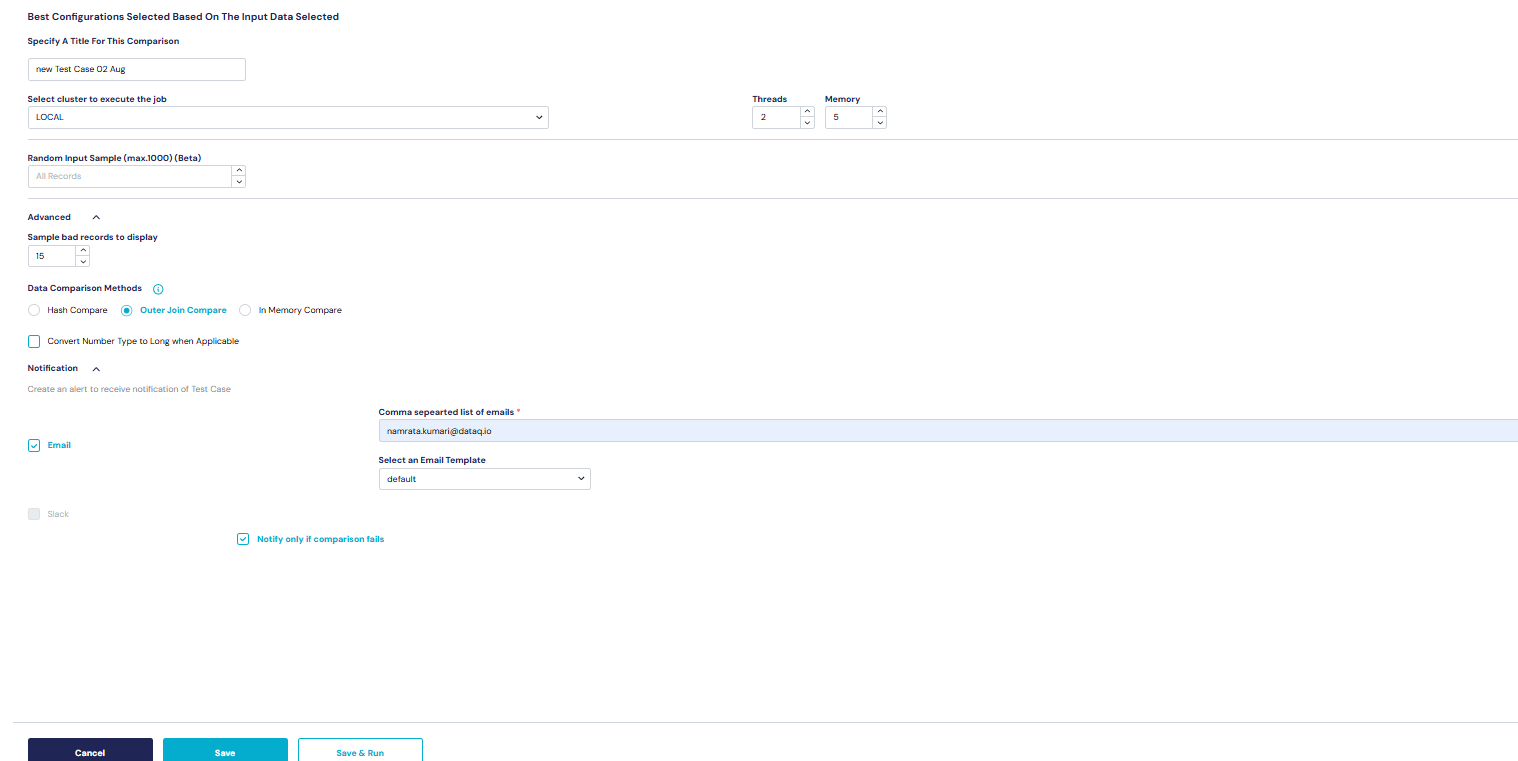 Best Configurations Selected Based On The Input Data Selected
Specify A Title For This Comparison
new Test Case 02 Aug
Select cluster to execute the job
Threads
Memory
LOCAL
2
5
Random Input Sample (max.1000) (Beta)
All Records
Advanced
Sample bad records to display
15
Data Comparison Methods
Hash Compare
Outer Join Compare
In Memory Compare
Convert Number Type to Long when Applicable
Notification
Create an alert to receive notification of Test Case
Comma sepearted list of emails *
namrata.kumari@dataq.io
Email
Select an Email Template
default
Slack
Notify only if comparison fails
Cancel
Save
Save & Run